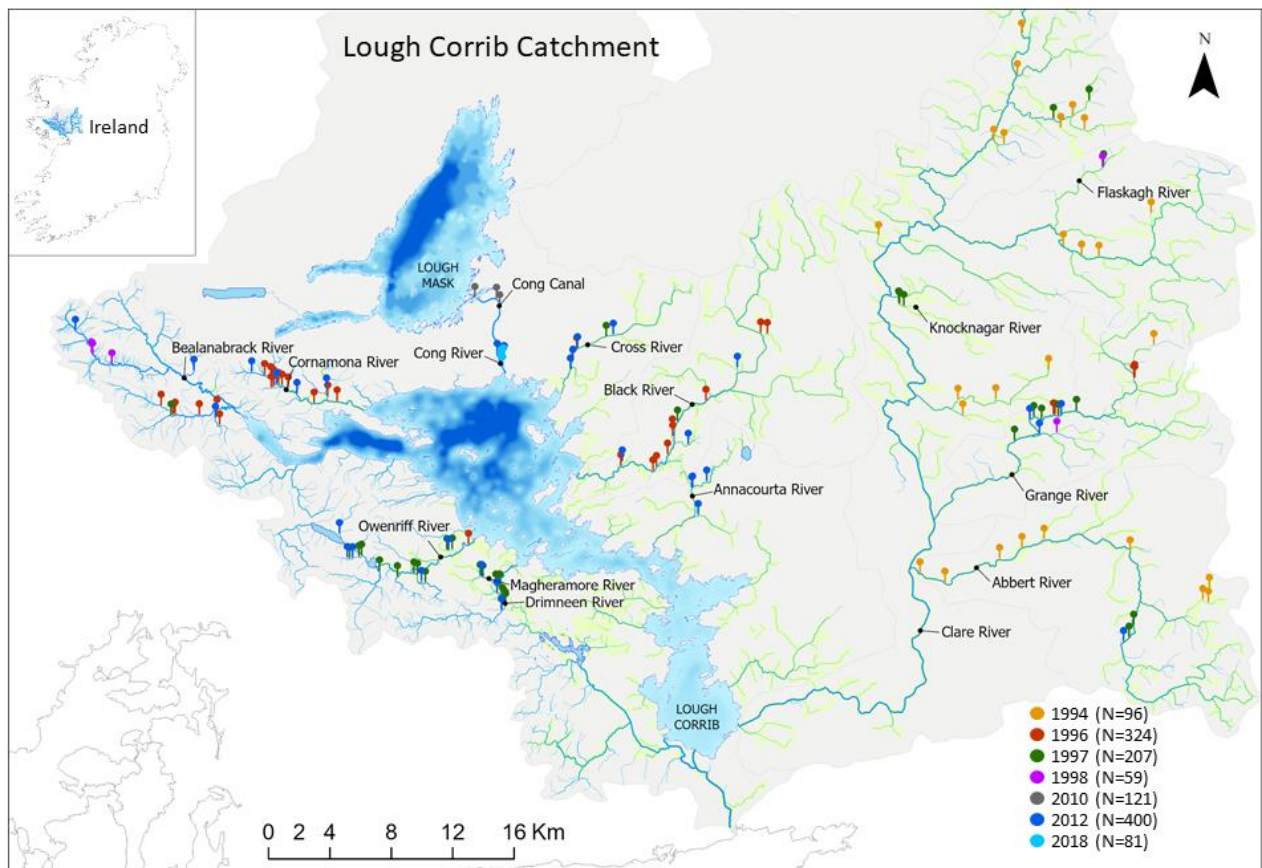 Lough Corrib Catchment
N
Ireland
Flaskagh River
LOUGH
MASK
Cong Canal
Knocknagar River
Bealanabrack River
Cornamona River
Cong River
Cross River
Black River
Annacourta River
Grange River
Owenriff River
Magheramore River
Drimneen River
Abbert River
Clare River
LOUGH
CORRIB
1994 (N=96)
1996 (N=324)
1997 (N=207)
1998 (N=59)
2010 (N=121)
2012 (N=400)
2018 (N=81)
0 2 4 8 12 16 Km